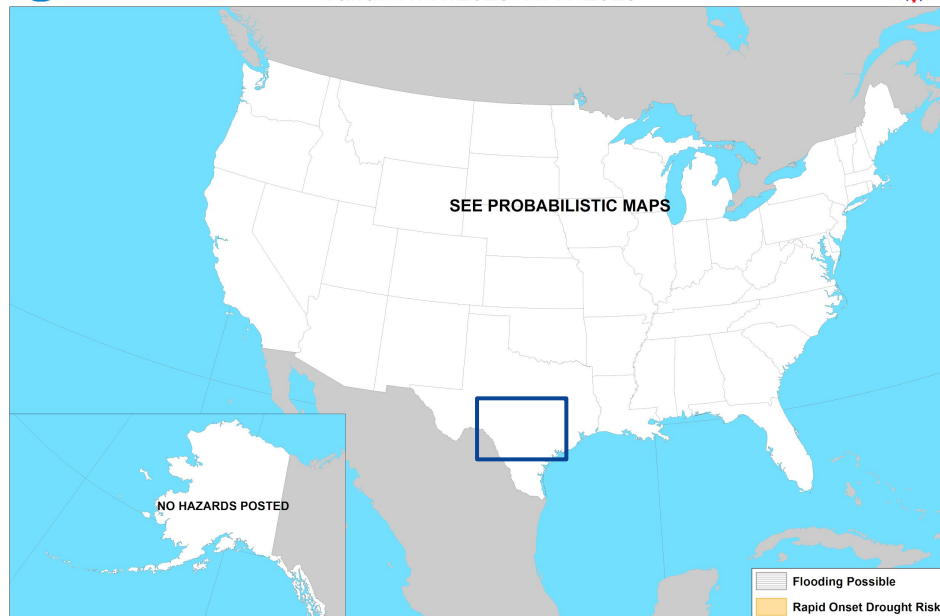 SEE PROBABILISTIC MAPS
NO HAZARDS POSTED
Flooding Possible
Rapid Onset Drought Risk